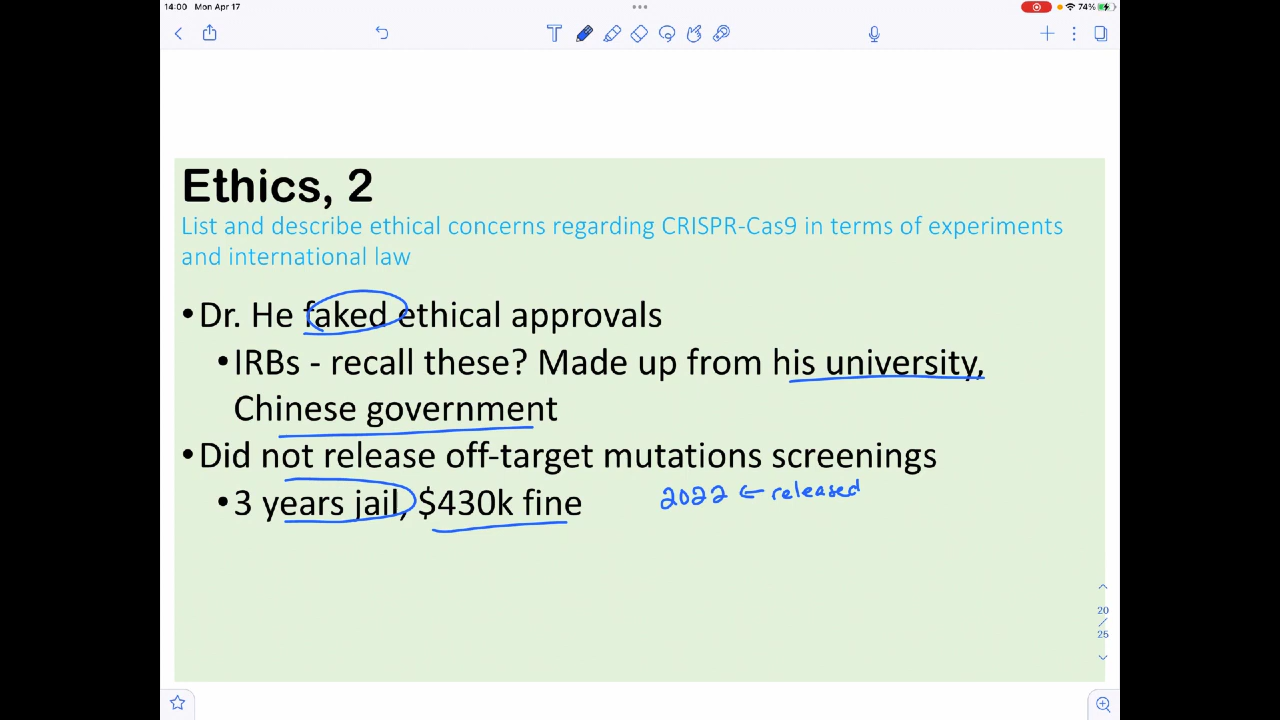 14:00 Mon Apr 17
74%
Ethics, 2
List and describe ethical concerns regarding CRISPR-Cas9 in terms of experiments
and international law
•Dr. He faked ethical approvals
•IRBs - recall these? Made up from his university,
Chinese government
•Did not release off-target mutations screenings
•3 years jail, $430k fine
2022 ← released
20
/
25